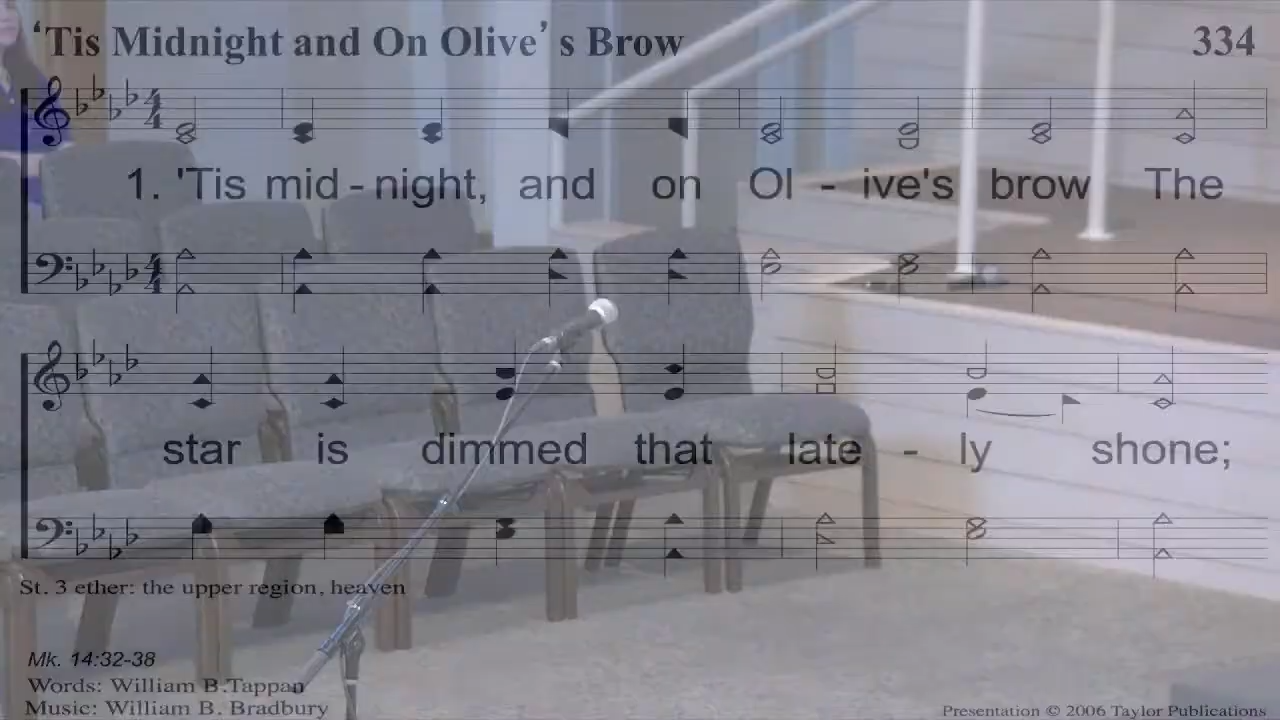 ‘Tis Midnight and On Olive’s Brow 334
1. 'Tis mid - night, and on Ol - ive's brow The
star is dimmed that late - ly shone;
St. 3 ether: the upper region, heaven
Mk. 14:32-38
Words: William B.Tappan
Music: William B. Bradbury
Presentation © 2006 Taylor Publications